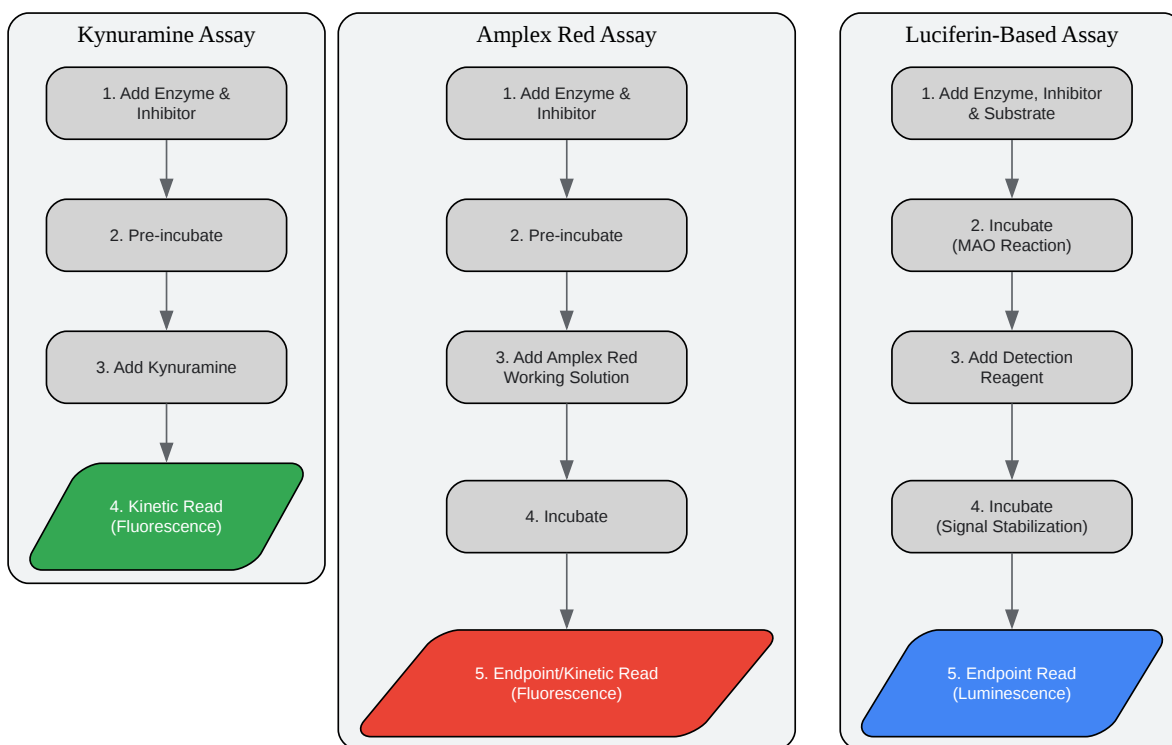 Kynuramine Assay
1. Add Enzyme &
Inhibitor
2. Pre-incubate
3. Add Kynuramine
4. Kinetic Read
(Fluorescence)
Amplex Red Assay
1. Add Enzyme &
Inhibitor
2. Pre-incubate
3. Add Amplex Red
Working Solution
4. Incubate
5. Endpoint/Kinetic Read
(Fluorescence)
Luciferin-Based Assay
1. Add Enzyme, Inhibitor
& Substrate
2. Incubate
(MAO Reaction)
3. Add Detection
Reagent
4. Incubate
(Signal Stabilization)
5. Endpoint Read
(Luminescence)